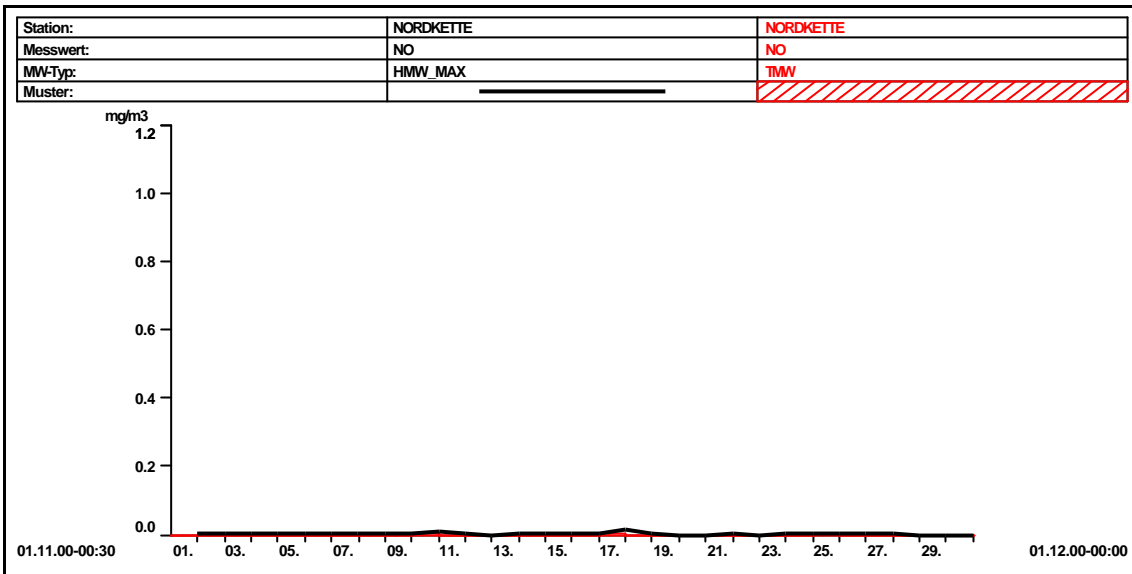 Station: NORDKETTE NORDKETTE
Messwert: NO NO
MW-Typ: HMW_MAX TMW
Muster:
mg/m3
1.2
1.0
0.8
0.6
0.4
0.2
0.0
01.11.00-00:30 01. 03. 05. 07. 09. 11. 13. 15. 17. 19. 21. 23. 25. 27. 29. 01.12.00-00:00